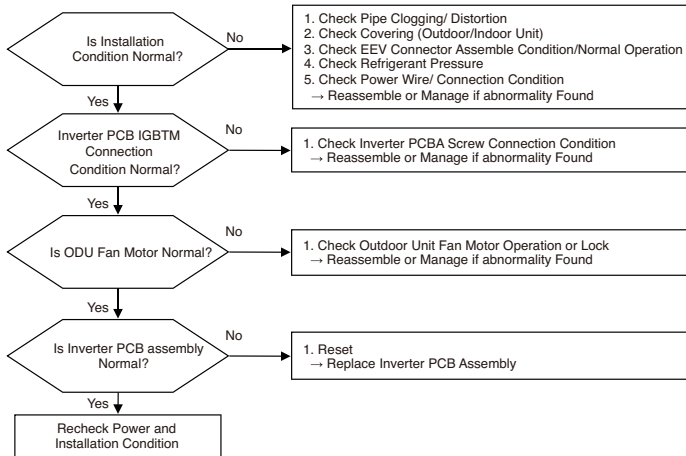 Is Installation
Condition Normal?
No
1. Check Pipe Clogging/ Distortion
2. Check Covering (Outdoor/Indoor Unit)
3. Check EEV Connector Assemble Condition/Normal Operation
4. Check Refrigerant Pressure
5. Check Power Wire/ Connection Condition
→ Reassemble or Manage if abnormality Found
Yes
Inverter PCB IGBTM
Connection
Condition Normal?
No
1. Check Inverter PCBA Screw Connection Condition
→ Reassemble or Manage if abnormality Found
Yes
Is ODU Fan Motor Normal?
No
1. Check Outdoor Unit Fan Motor Operation or Lock
→ Reassemble or Manage if abnormality Found
Yes
Is Inverter PCB assembly
Normal?
No
1. Reset
→ Replace Inverter PCB Assembly
Yes
Recheck Power and
Installation Condition